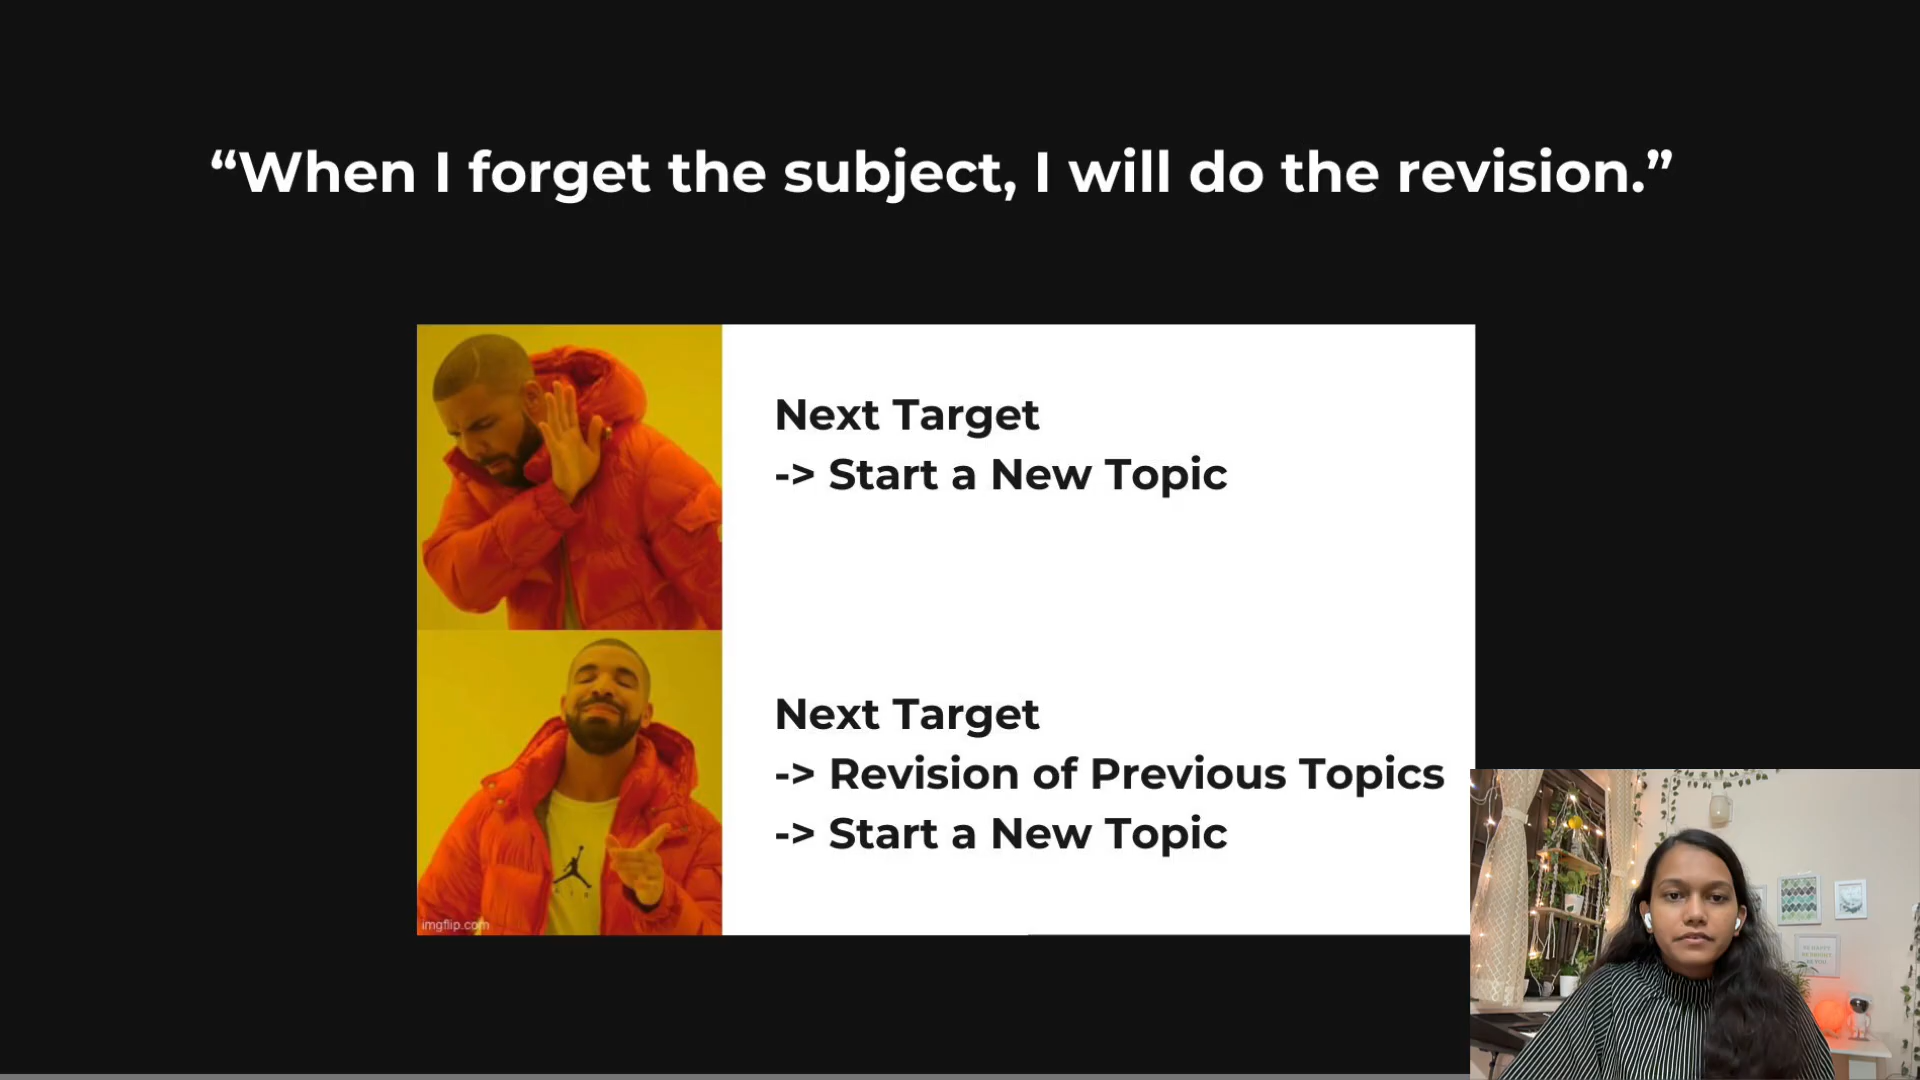 “When I forget the subject, I will do the revision.”
Next Target
-> Start a New Topic
Next Target
-> Revision of Previous Topics
-> Start a New Topic
imgflip.com